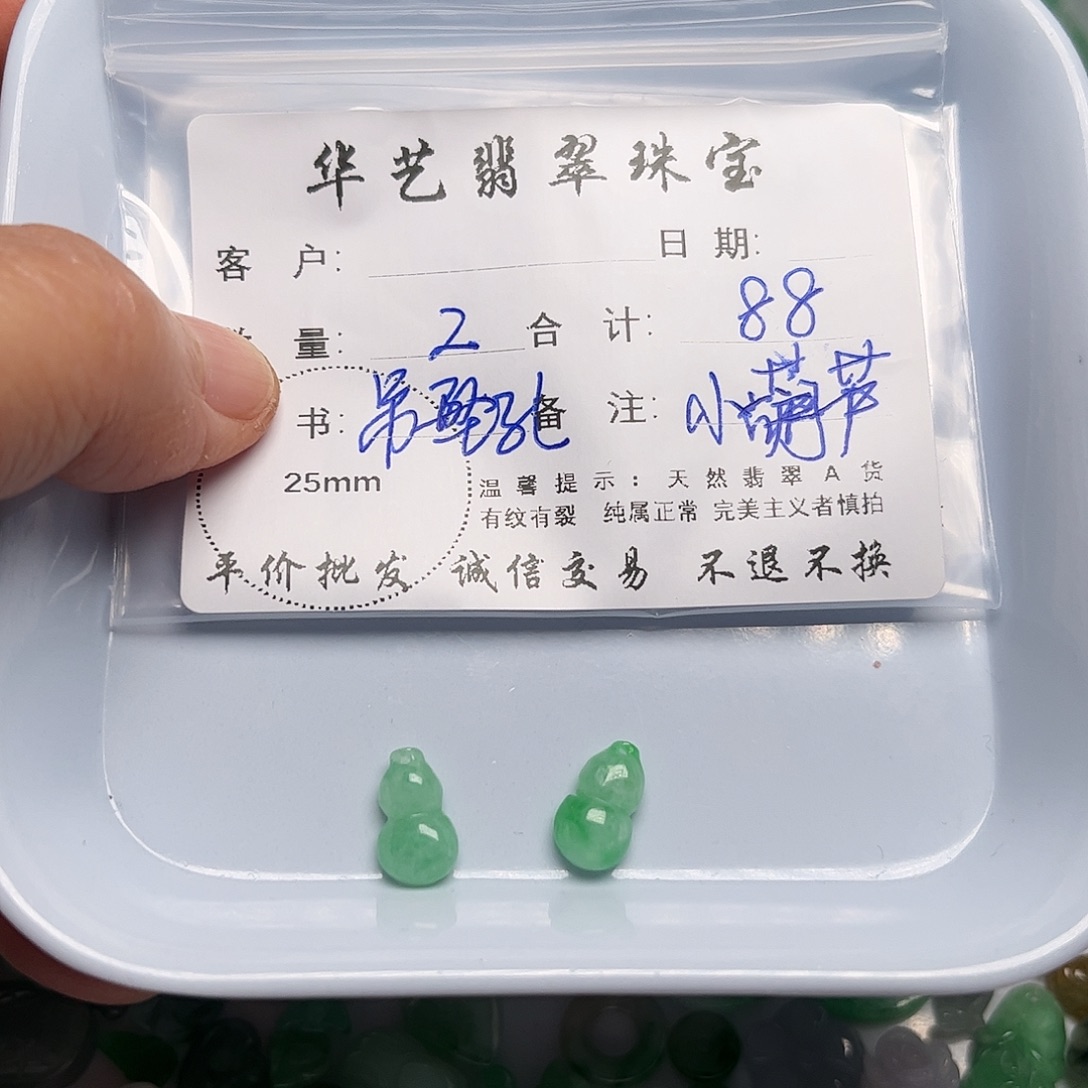 华艺翡翠珠宝
客 户: 日 期:
量: 2 合 计: 88
书: 吊坠孔 备 注: 小葫芦
25mm
温馨提示: 天然翡翠A货
有纹有裂 纯属正常 完美主义者慎拍
平价批发 诚信交易 不退不换